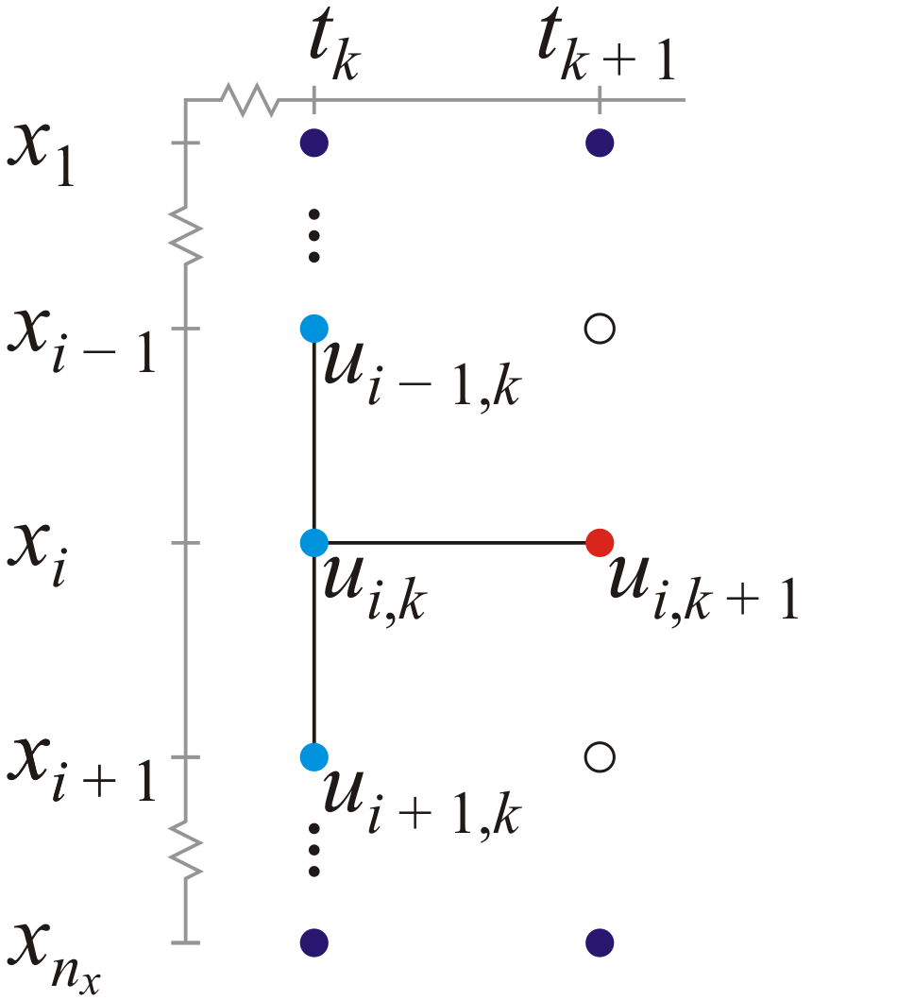 t_k t_{k + 1}
x_1
x_{i − 1}
u_{i − 1,k}
x_i
u_{i,k} u_{i,k + 1}
x_{i + 1}
u_{i + 1,k}
x_{n_x}